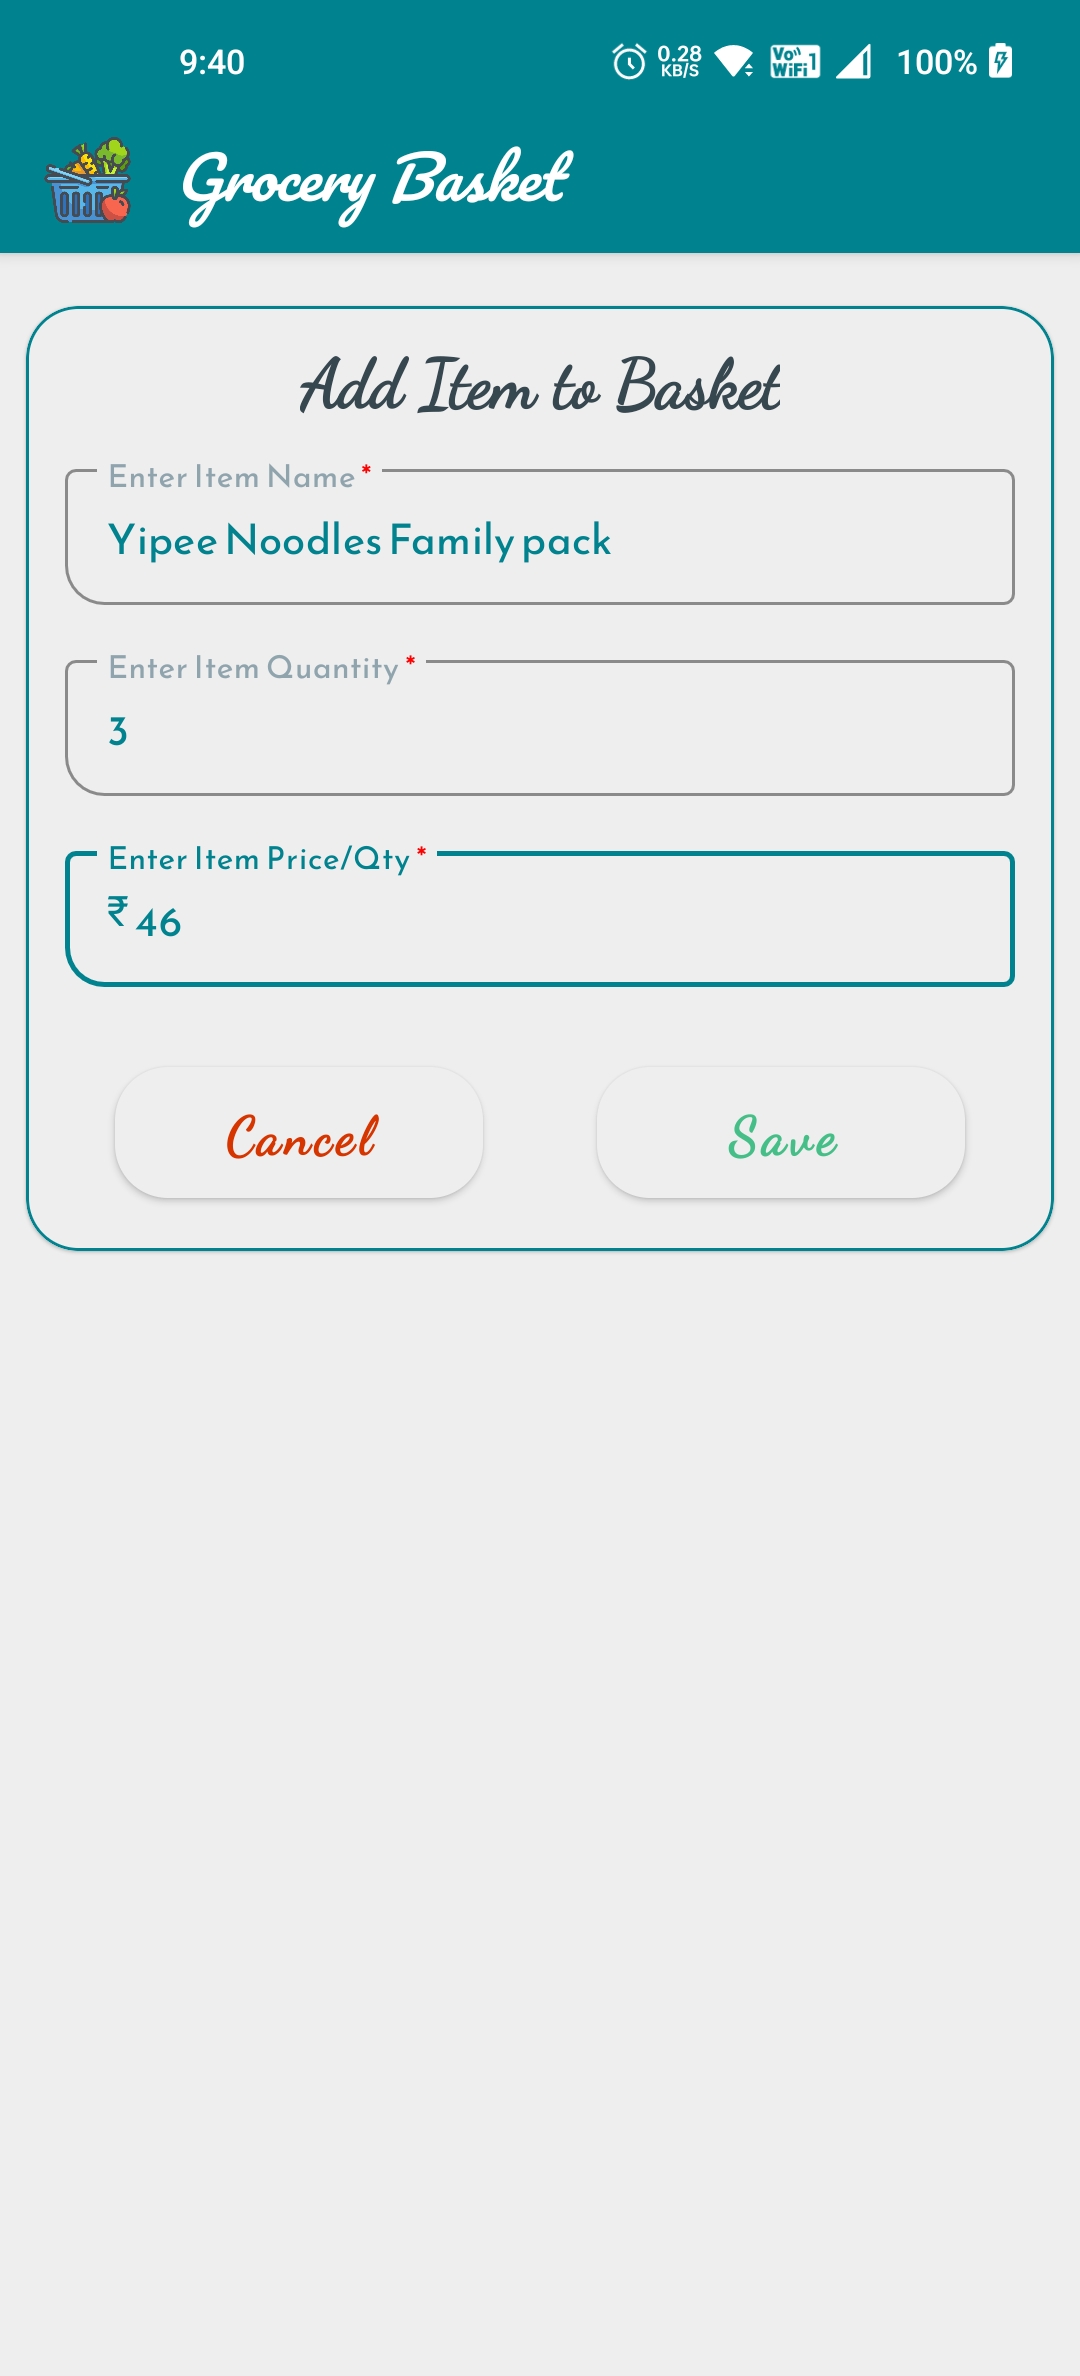 9:40 0.28 KB/S Vo WiFi 1 100%
Grocery Basket
Add Item to Basket
Enter Item Name *
Yipee Noodles Family pack
Enter Item Quantity *
3
Enter Item Price/Qty *
₹ 46
Cancel Save